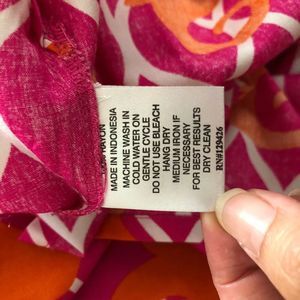 RAYON
MADE IN INDONESIA
MACHINE WASH IN
COLD WATER ON
GENTLE CYCLE
DO NOT USE BLEACH
HANG DRY
MEDIUM IRON IF
NECESSARY
FOR BEST RESULTS
DRY CLEAN
RN#129426